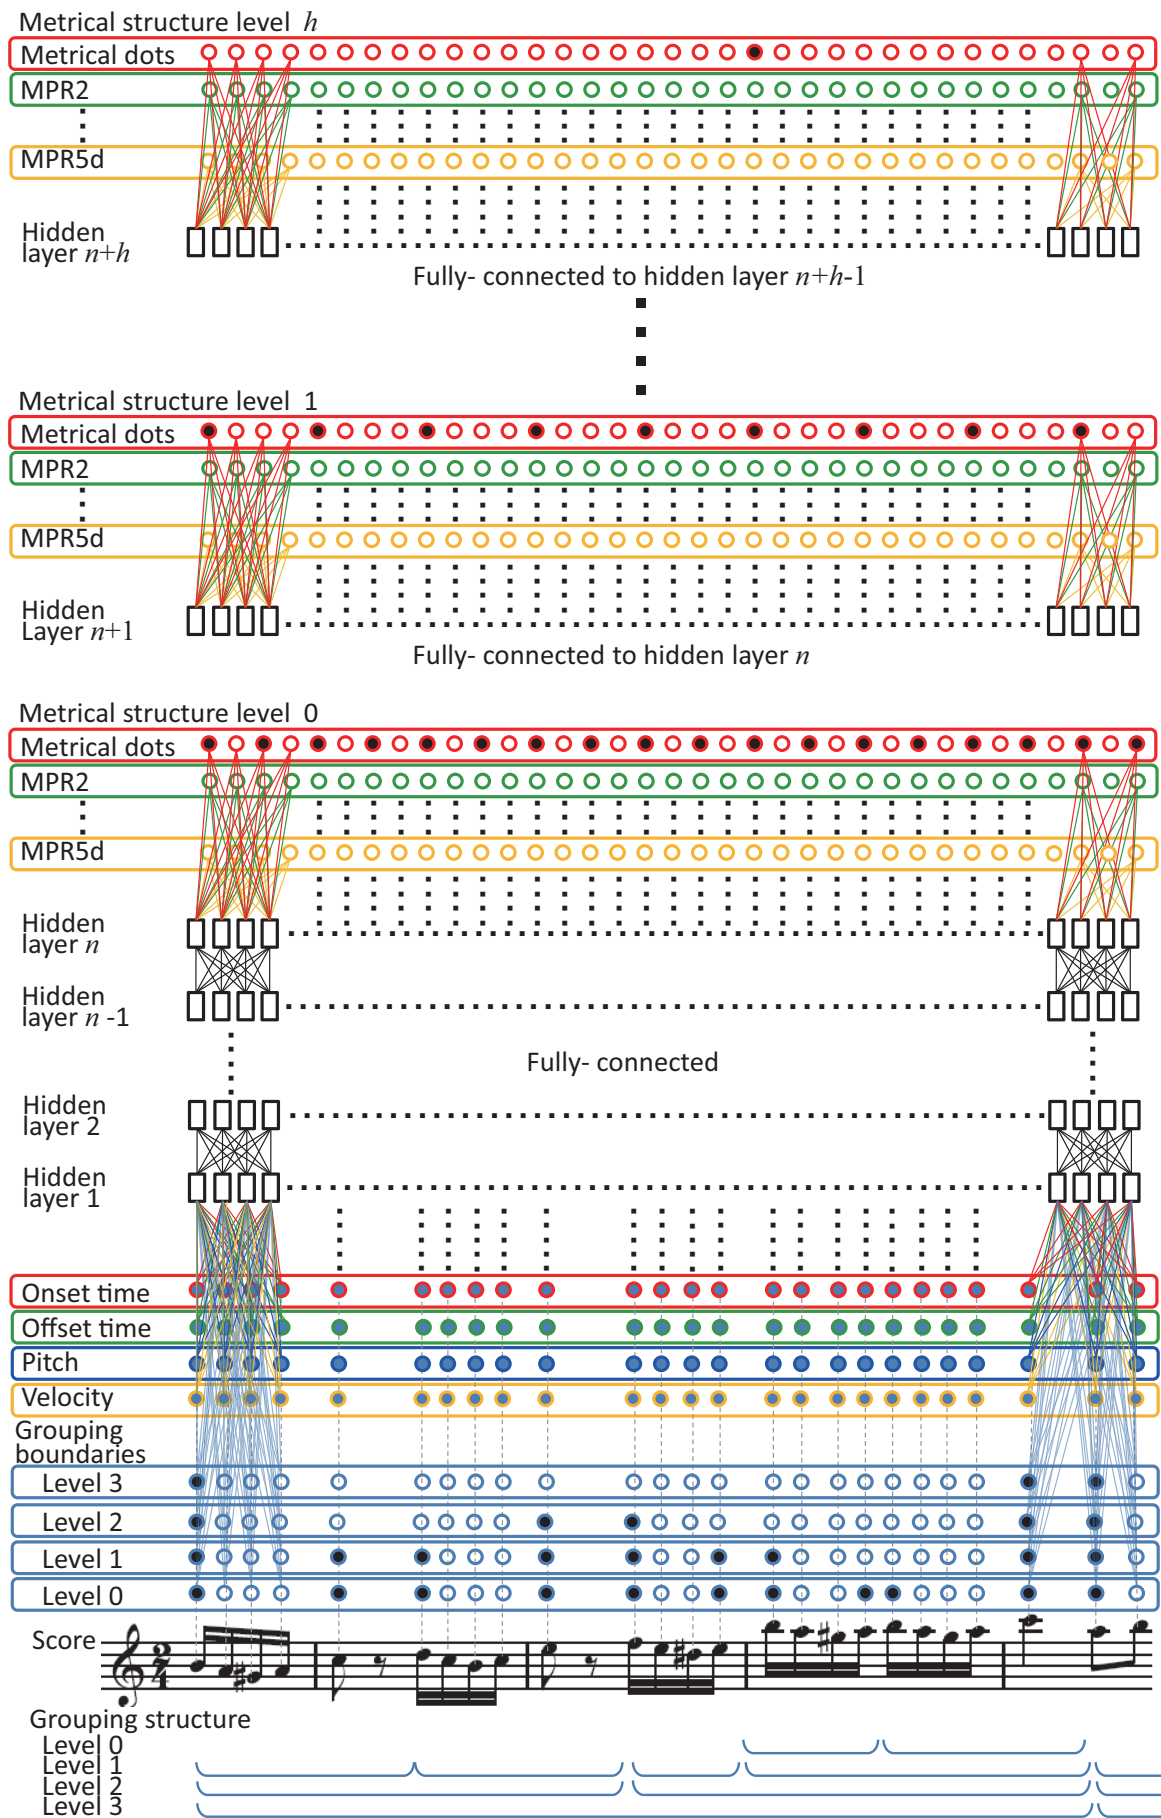 Metrical structure level h
Metrical dots
MPR2
MPR5d
Hidden
layer n+h
Fully- connected to hidden layer n+h-1
Metrical structure level 1
Metrical dots
MPR2
MPR5d
Hidden
Layer n+1
Fully- connected to hidden layer n
Metrical structure level 0
Metrical dots
MPR2
MPR5d
Hidden
layer n
Hidden
layer n -1
Fully- connected
Hidden
layer 2
Hidden
layer 1
Onset time
Offset time
Pitch
Velocity
Grouping
boundaries
Level 3
Level 2
Level 1
Level 0
Score
2
4
Grouping structure
Level 0
Level 1
Level 2
Level 3